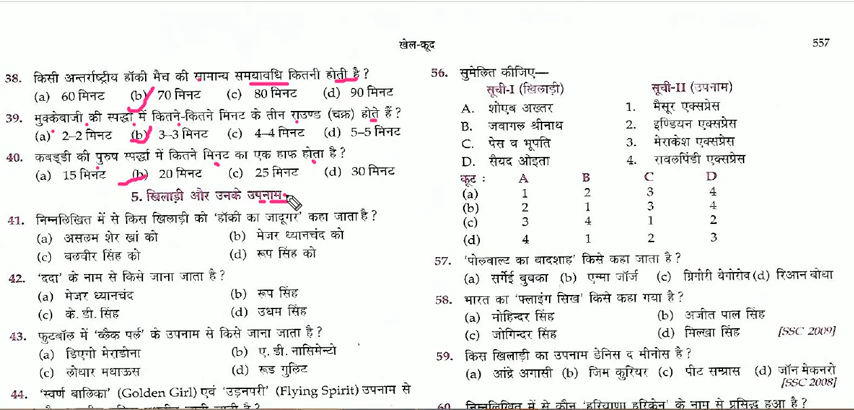 खेल-कूद
557
38. किसी अन्तर्राष्ट्रीय हॉकी मैच की सामान्य समयावधि कितनी होती है ?
(a) 60 मिनट (b) 70 मिनट (c) 80 मिनट (d) 90 मिनट
39. मुक्केबाजी की स्पर्द्धा में कितने-कितने मिनट के तीन राउण्ड (चक्र) होते हैं ?
(a) 2–2 मिनट (b) 3–3 मिनट (c) 4–4 मिनट (d) 5–5 मिनट
40. कबड्डी की पुरुष स्पर्द्धा में कितने मिनट का एक हाफ होता है ?
(a) 15 मिनट (b) 20 मिनट (c) 25 मिनट (d) 30 मिनट
5. खिलाड़ी और उनके उपनाम
41. निम्नलिखित में से किस खिलाड़ी को 'हॉकी का जादूगर' कहा जाता है ?
(a) असलम शेर खां को (b) मेजर ध्यानचंद को
(c) बलवीर सिंह को (d) रूप सिंह को
42. 'दद्दा' के नाम से किसे जाना जाता है ?
(a) मेजर ध्यानचंद (b) रूप सिंह
(c) के. डी. सिंह (d) उधम सिंह
43. फुटबॉल में 'ब्लैक पर्ल' के उपनाम से किसे जाना जाता है ?
(a) डिएगो मैराडोना (b) ए. डी. नासिमेन्टो
(c) लोथार मथाऊस (d) रूड गुलिट
44. 'स्वर्ण बालिका' (Golden Girl) एवं 'उड़नपरी' (Flying Spirit) उपनाम से
56. सुमेलित कीजिए—
सूची-I (खिलाड़ी) सूची-II (उपनाम)
A. शोएब अख्तर 1. मैसूर एक्सप्रेस
B. जवागल श्रीनाथ 2. इण्डियन एक्सप्रेस
C. पेस व भूपति 3. मेराकेश एक्सप्रेस
D. सैयद ओइता 4. रावलपिंडी एक्सप्रेस
कूट : A B C D
(a) 1 2 3 4
(b) 2 1 3 4
(c) 3 4 1 2
(d) 4 1 2 3
57. 'पोलवाल्ट का बादशाह' किसे कहा जाता है ?
(a) सर्गेई बुबका (b) एम्मा जॉर्ज (c) ग्रिगोरी येगोरोव (d) रिआन बोथा
58. भारत का 'फ्लाइंग सिख' किसे कहा गया है ?
(a) मोहिन्दर सिंह (b) अजीत पाल सिंह
(c) जोगिन्दर सिंह (d) मिल्खा सिंह [SSC 2009]
59. किस खिलाड़ी का उपनाम डेनिस द मीनोस है ?
(a) आंद्रे अगासी (b) जिम कुरियर (c) पीट सम्प्रास (d) जॉन मेकनरो
[SSC 2008]
60. निम्नलिखित में से कौन 'हरियाणा हरिकेन' के नाम से प्रसिद्ध हुआ है ?